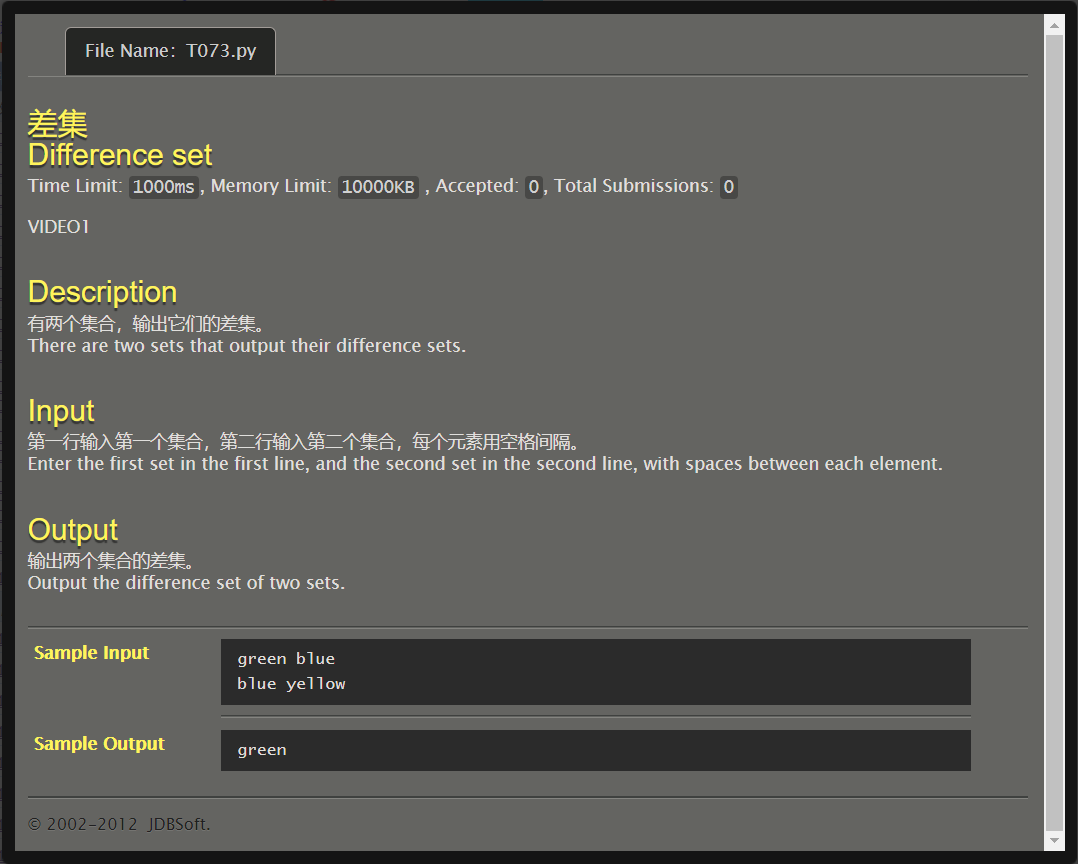 File Name: T073.py
差集
Difference set
Time Limit: 1000ms, Memory Limit: 10000KB , Accepted: 0, Total Submissions: 0
VIDEO1
Description
有两个集合，输出它们的差集。
There are two sets that output their difference sets.
Input
第一行输入第一个集合，第二行输入第二个集合，每个元素用空格间隔。
Enter the first set in the first line, and the second set in the second line, with spaces between each element.
Output
输出两个集合的差集。
Output the difference set of two sets.
Sample Input
green blue
blue yellow
Sample Output
green
© 2002-2012 JDBSoft.